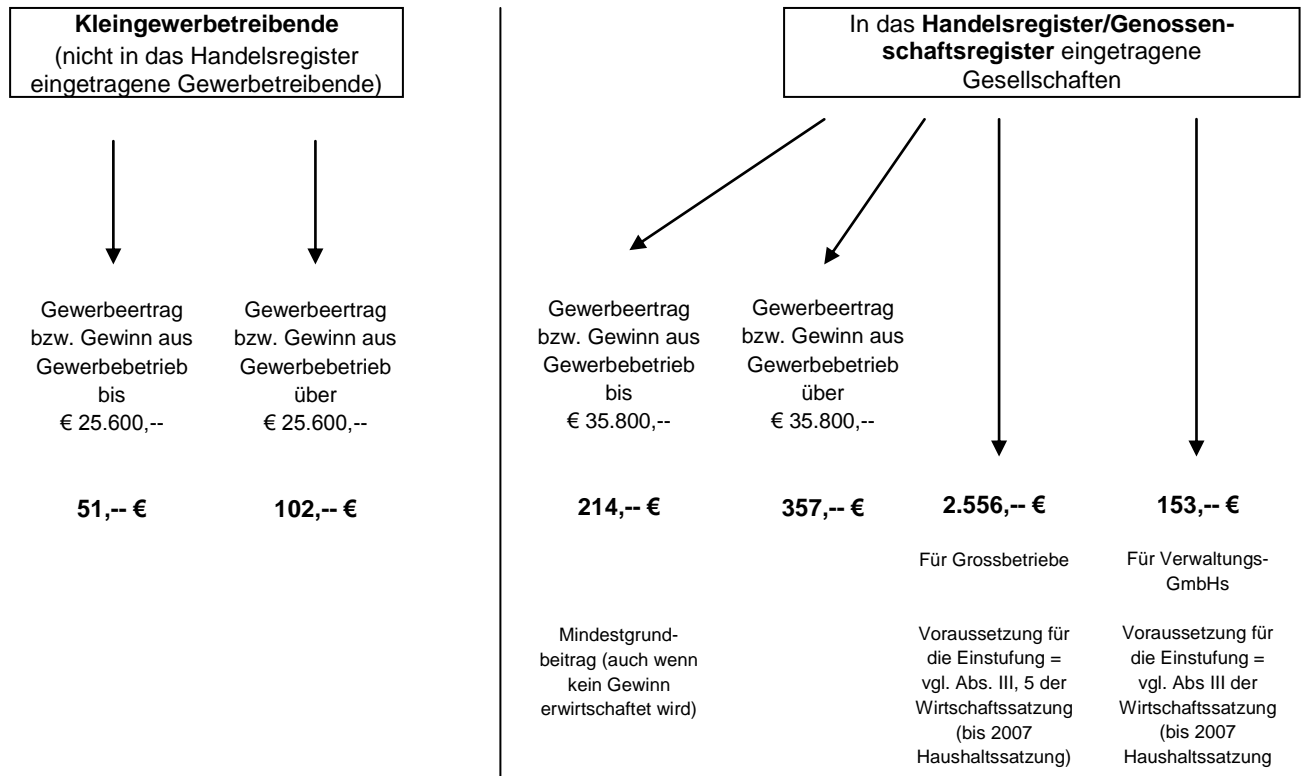 Kleingewerbetreibende
(nicht in das Handelsregister
eingetragene Gewerbetreibende)
In das Handelsregister/Genossen-
schaftsregister eingetragene
Gesellschaften
Gewerbeertrag
bzw. Gewinn aus
Gewerbebetrieb
bis
€ 25.600,--
51,-- €
Gewerbeertrag
bzw. Gewinn aus
Gewerbebetrieb
über
€ 25.600,--
102,-- €
Gewerbeertrag
bzw. Gewinn aus
Gewerbebetrieb
bis
€ 35.800,--
214,-- €
Mindestgrund-
beitrag (auch wenn
kein Gewinn
erwirtschaftet wird)
Gewerbeertrag
bzw. Gewinn aus
Gewerbebetrieb
über
€ 35.800,--
357,-- €
2.556,-- €
Für Grossbetriebe
Voraussetzung für
die Einstufung =
vgl. Abs. III, 5 der
Wirtschaftssatzung
(bis 2007
Haushaltssatzung)
153,-- €
Für Verwaltungs-
GmbHs
Voraussetzung für
die Einstufung =
vgl. Abs III der
Wirtschaftssatzung
(bis 2007
Haushaltssatzung